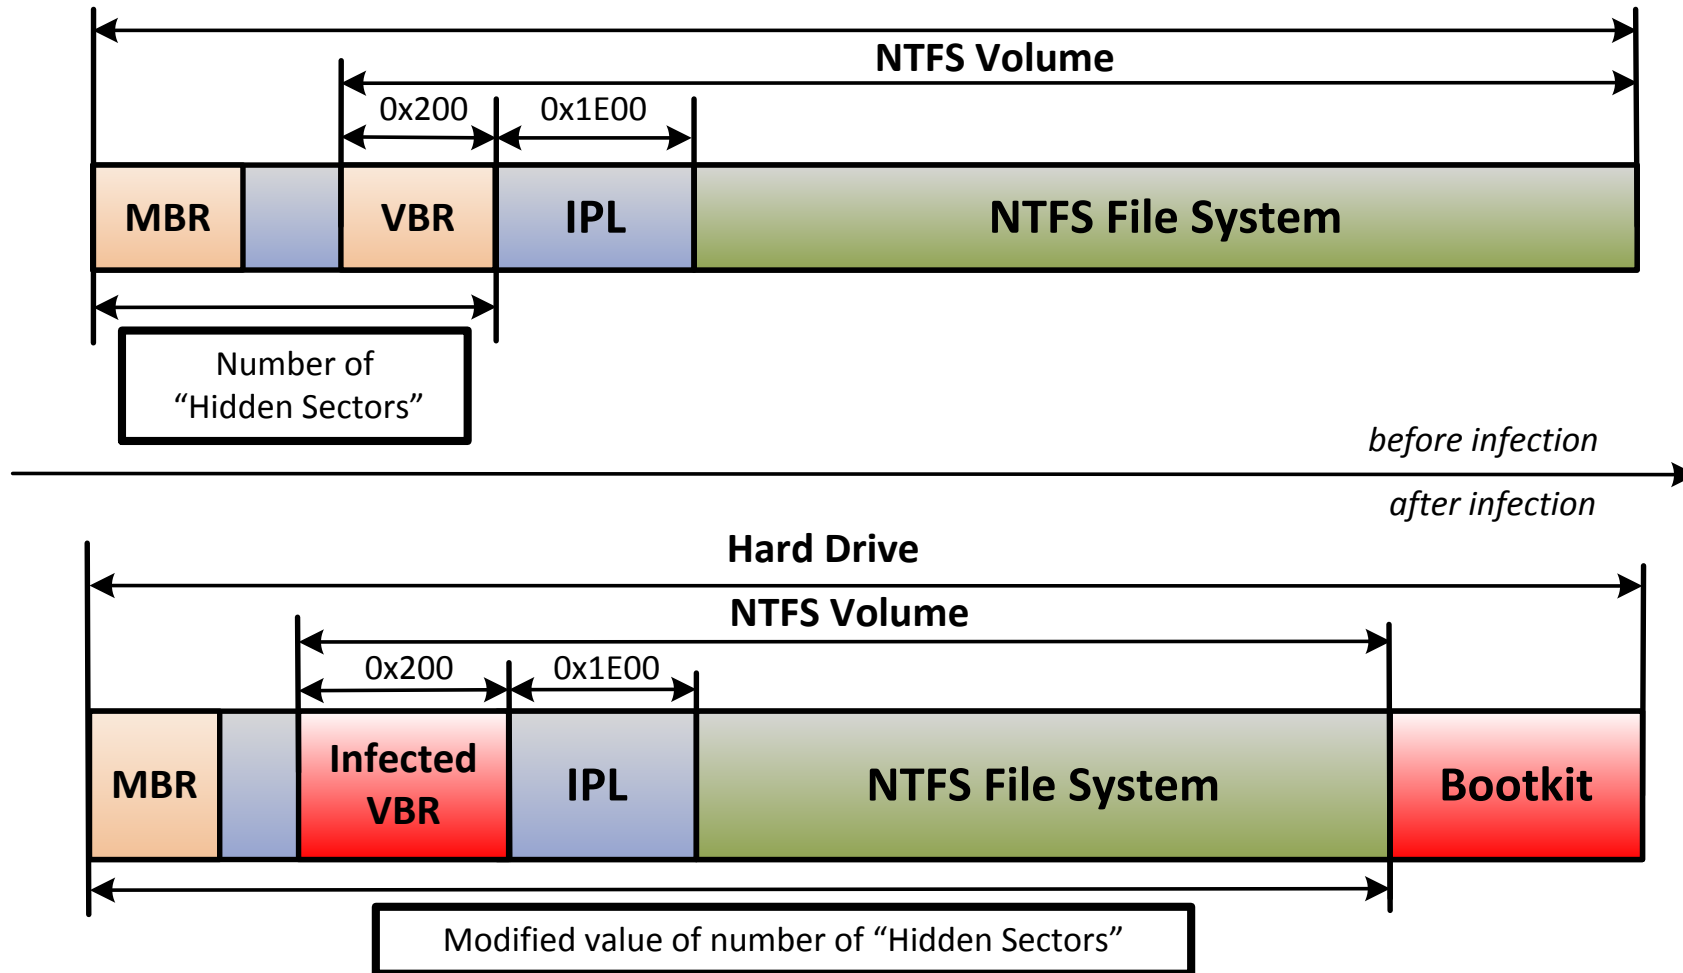 NTFS Volume
0x200
0x1E00
MBR
VBR
IPL
NTFS File System
Number of
“Hidden Sectors”
before infection
after infection
Hard Drive
NTFS Volume
0x200
0x1E00
MBR
Infected
VBR
IPL
NTFS File System
Bootkit
Modified value of number of “Hidden Sectors”